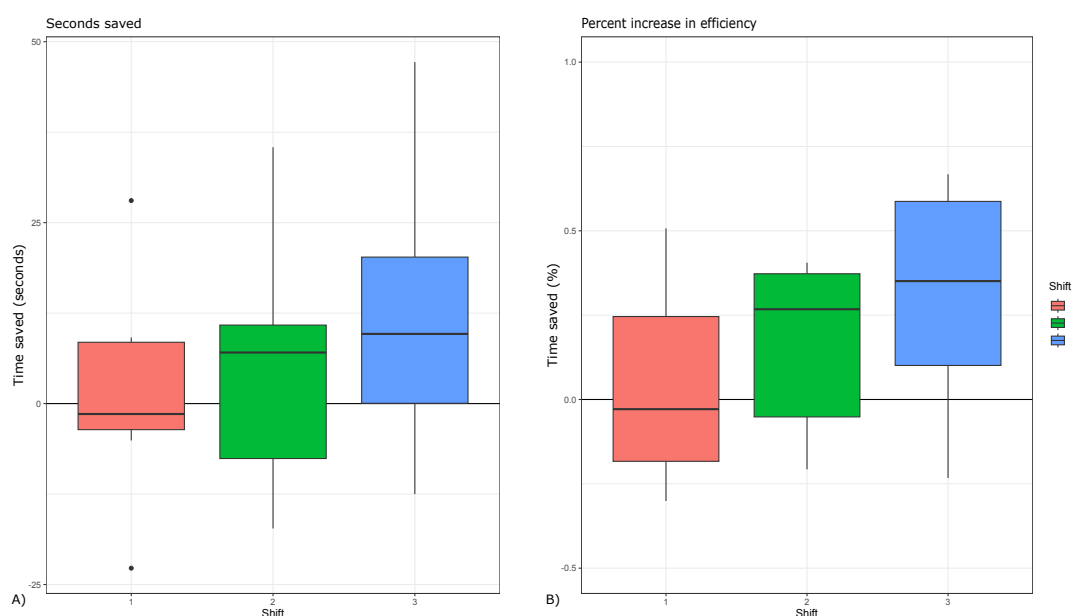 Seconds saved
Time saved (seconds)
50
25
0
-25
1
2
3
Shift
A)
Percent increase in efficiency
Time saved (%)
1.0
0.5
0.0
-0.5
1
2
3
Shift
B)
Shift